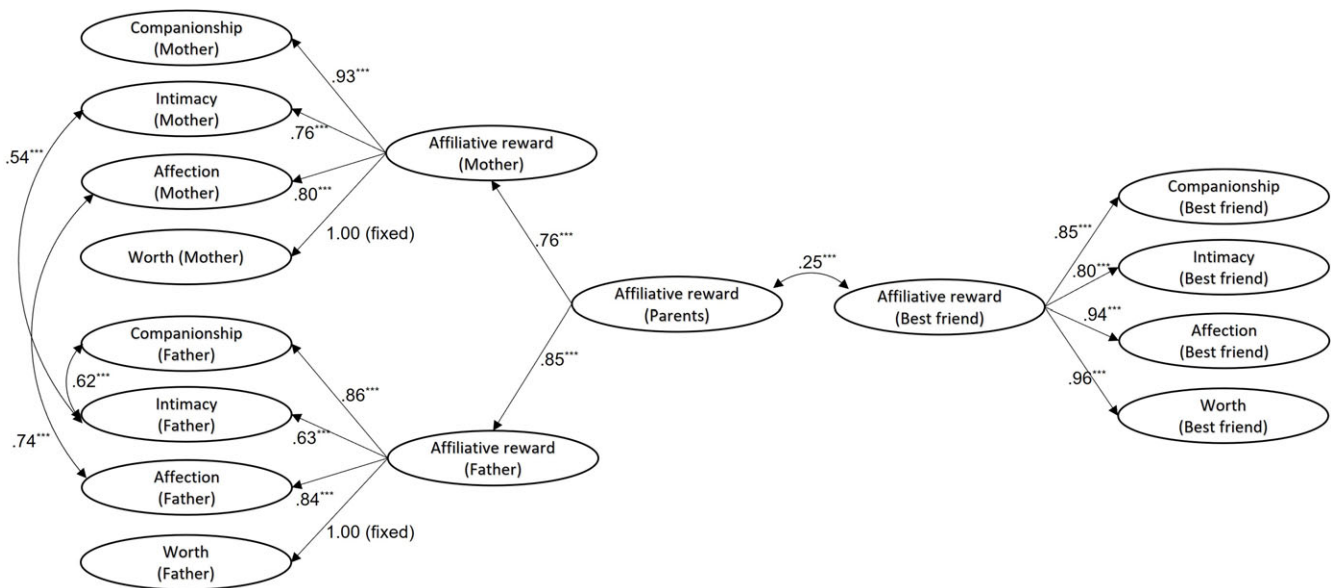 Companionship
(Mother)
.93***
Intimacy
(Mother)
.76***
.54***
Affection
(Mother)
.80***
Worth (Mother)
1.00 (fixed)
Affiliative reward
(Mother)
.76***
Companionship
(Father)
.62***
.86***
Intimacy
(Father)
.63***
.74***
Affection
(Father)
.84***
Worth
(Father)
1.00 (fixed)
Affiliative reward
(Father)
.85***
Affiliative reward
(Parents)
.25***
Affiliative reward
(Best friend)
.85***
Companionship
(Best friend)
.80***
Intimacy
(Best friend)
.94***
Affection
(Best friend)
.96***
Worth
(Best friend)